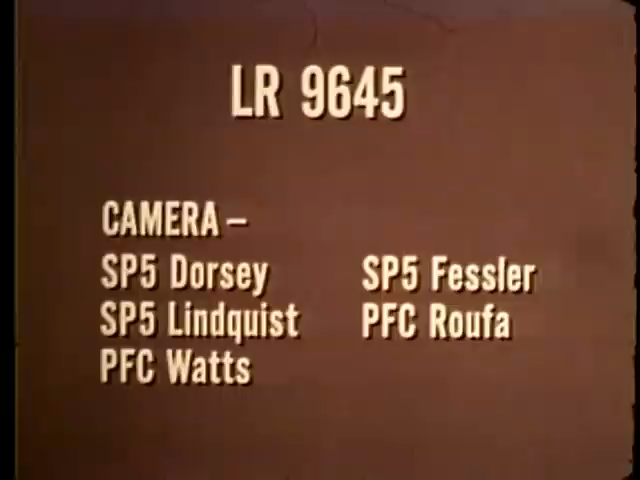 LR 9645
CAMERA –
SP5 Dorsey SP5 Fessler
SP5 Lindquist PFC Roufa
PFC Watts